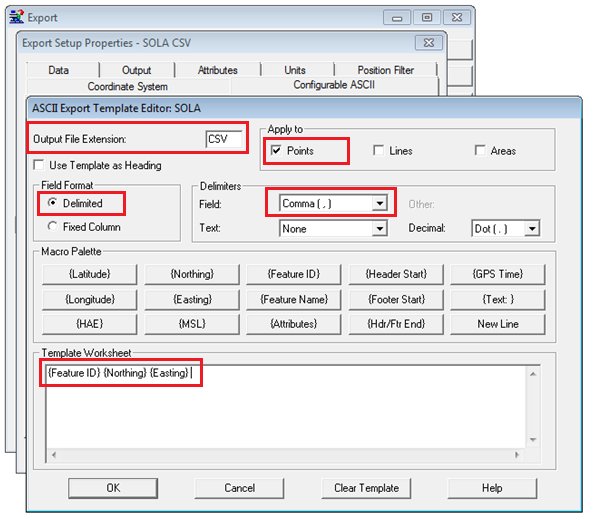 Export
Export Setup Properties - SOLA CSV
Data Output Attributes Units Position Filter
Coordinate System Configurable ASCII
ASCII Export Template Editor: SOLA
Output File Extension: CSV
Apply to
Points Lines Areas
Use Template as Heading
Field Format
Delimited
Fixed Column
Delimiters
Field: Comma ( , ) Other:
Text: None Decimal: Dot ( . )
Macro Palette
{Latitude} {Northing} {Feature ID} {Header Start} {GPS Time}
{Longitude} {Easting} {Feature Name} {Footer Start} {Text: }
{HAE} {MSL} {Attributes} {Hdr/Ftr End} New Line
Template Worksheet
{Feature ID} {Northing} {Easting}
OK Cancel Clear Template Help